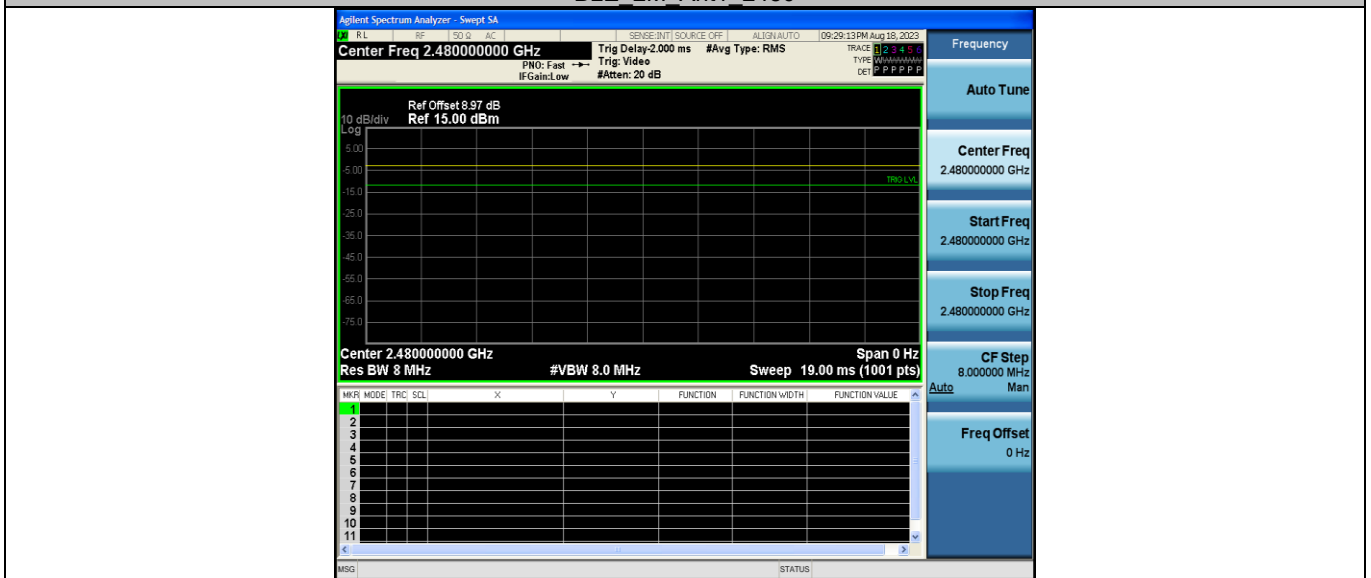 Agilent Spectrum Analyzer - Swept SA
RL RF 50 Ω AC SENSE:INT SOURCE OFF ALIGNAUTO 09:29:13PM Aug 18, 2023
Center Freq 2.480000000 GHz
PNO: Fast
IFGain:Low
Trig Delay-2.000 ms #Avg Type: RMS
Trig: Video
#Atten: 20 dB
TRACE 1 2 3 4 5 6
TYPE
DET P P P P P P
Frequency
Auto Tune
Ref Offset 8.97 dB
10 dB/div Ref 15.00 dBm
Log
5.00
-5.00
TRIG LVL
-15.0
-25.0
-35.0
-45.0
-55.0
-65.0
-75.0
Center Freq
2.480000000 GHz
Start Freq
2.480000000 GHz
Stop Freq
2.480000000 GHz
CF Step
8.000000 MHz
Auto Man
Freq Offset
0 Hz
Center 2.480000000 GHz Span 0 Hz
Res BW 8 MHz #VBW 8.0 MHz Sweep 19.00 ms (1001 pts)
MKR MODE TRC SCL X Y FUNCTION FUNCTION WIDTH FUNCTION VALUE
1
2
3
4
5
6
7
8
9
10
11
MSG STATUS